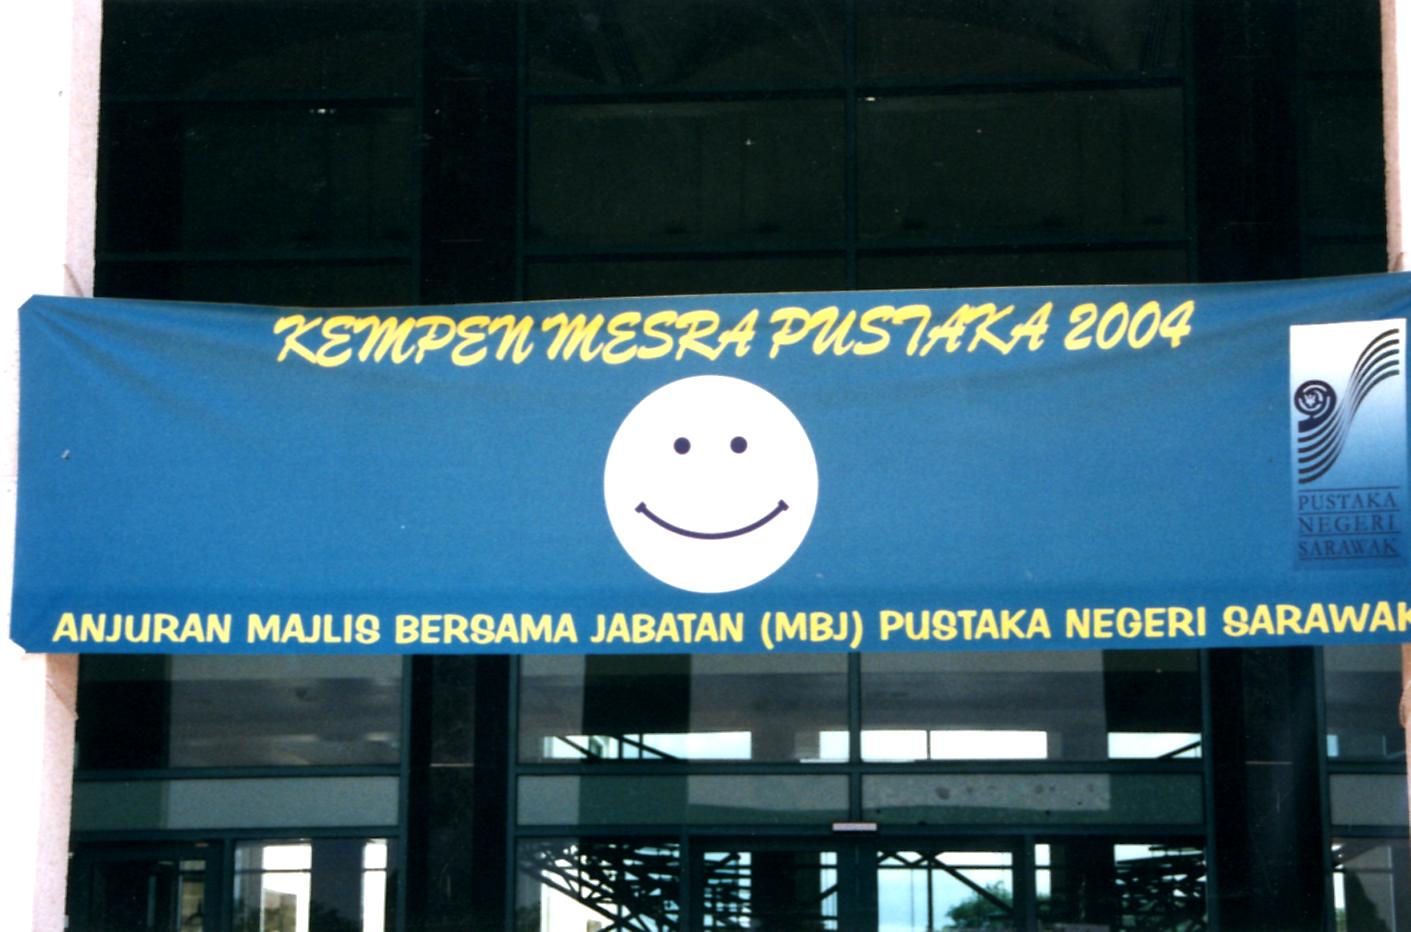 KEMPEN MESRA PUSTAKA 2004
PUSTAKA
NEGERI
SARAWAK
ANJURAN MAJLIS BERSAMA JABATAN (MBJ) PUSTAKA NEGERI SARAWAK